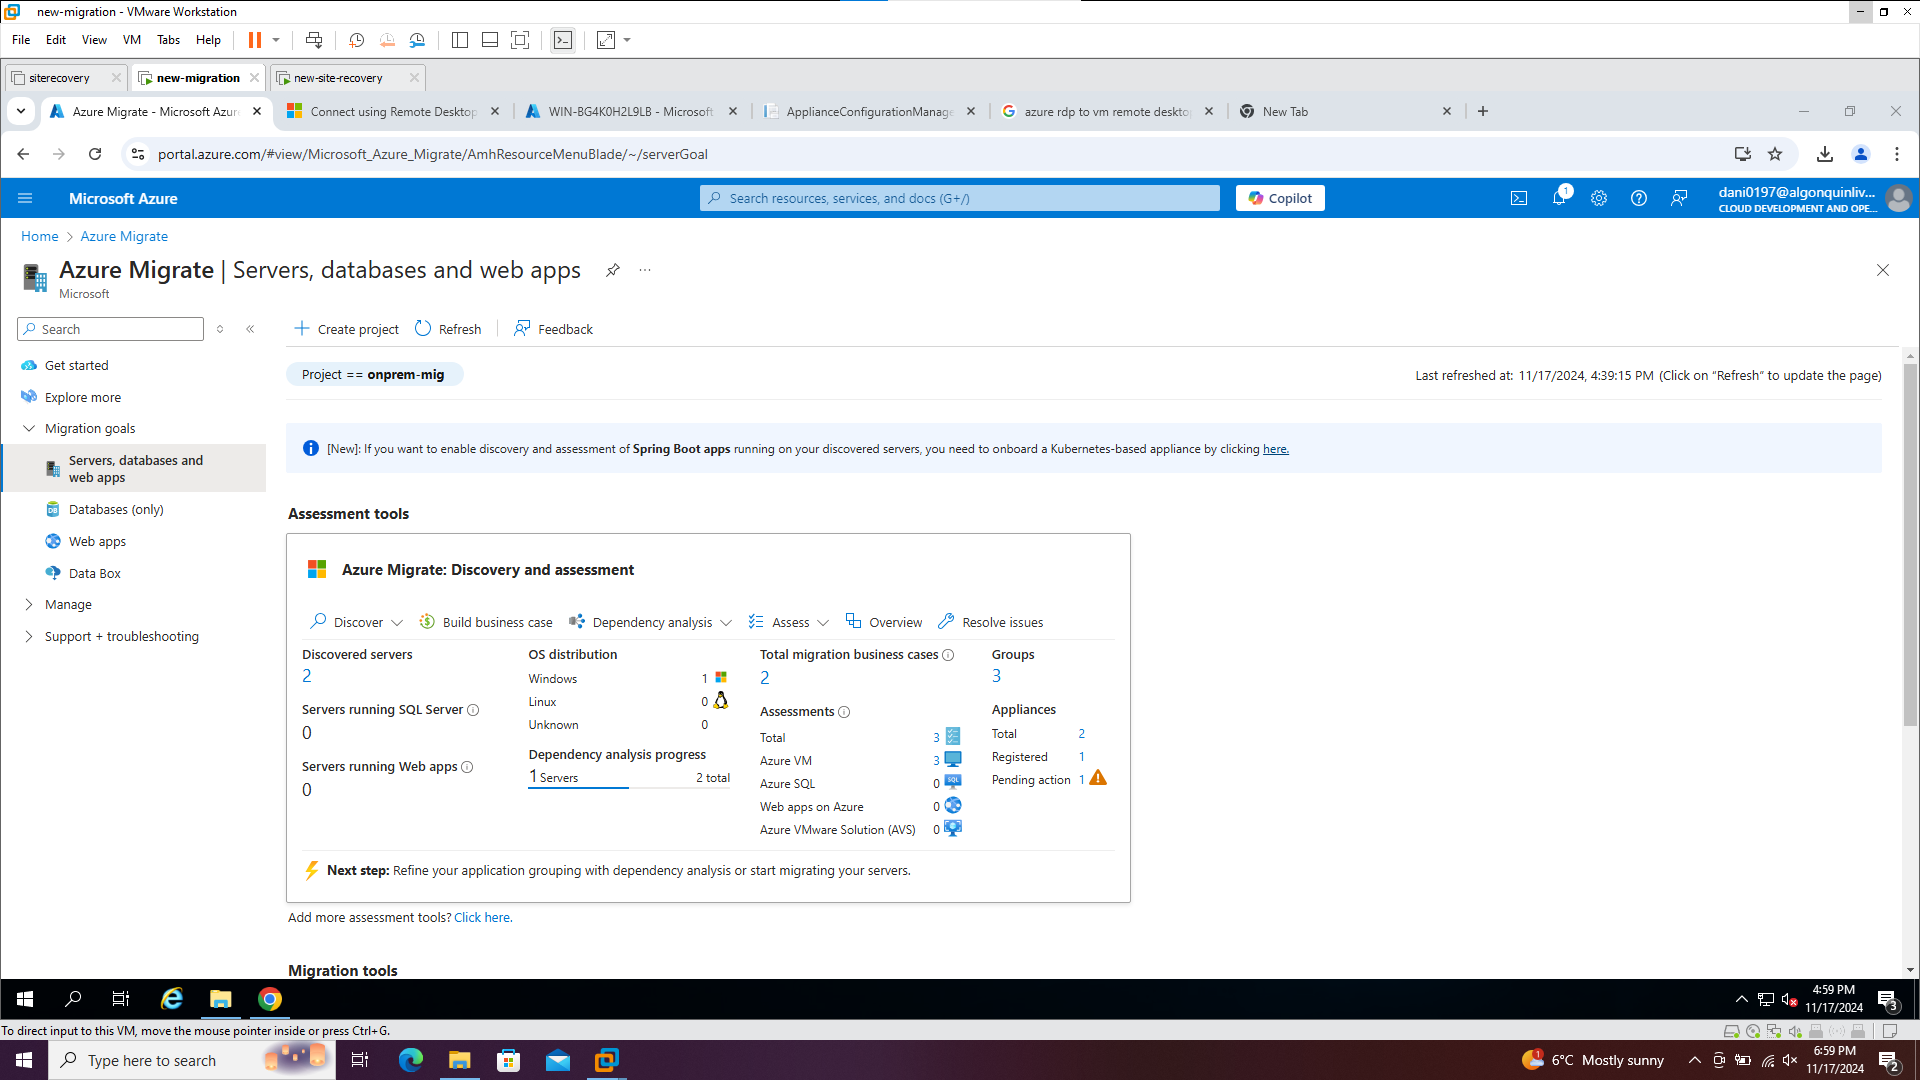 new-migration - VMware Workstation
File Edit View VM Tabs Help
siterecovery new-migration new-site-recovery
Azure Migrate - Microsoft Azur Connect using Remote Desktop WIN-BG4K0H2L9LB - Microsoft ApplianceConfigurationManage azure rdp to vm remote deskto New Tab
portal.azure.com/#view/Microsoft_Azure_Migrate/AmhResourceMenuBlade/~/serverGoal
Microsoft Azure Search resources, services, and docs (G+/) Copilot 1 dani0197@algonquinliv...
CLOUD DEVELOPMENT AND OPE...
Home > Azure Migrate
Azure Migrate | Servers, databases and web apps ...
Microsoft
Search
Create project Refresh Feedback
Get started
Explore more
Migration goals
Servers, databases and
web apps
Databases (only)
Web apps
Data Box
Manage
Support + troubleshooting
Project == onprem-mig
Last refreshed at: 11/17/2024, 4:39:15 PM (Click on “Refresh” to update the page)
[New]: If you want to enable discovery and assessment of Spring Boot apps running on your discovered servers, you need to onboard a Kubernetes-based appliance by clicking here.
Assessment tools
Azure Migrate: Discovery and assessment
Discover Build business case Dependency analysis Assess Overview Resolve issues
Discovered servers
2
Servers running SQL Server
0
Servers running Web apps
0
OS distribution
Windows 1
Linux 0
Unknown 0
Dependency analysis progress
1 Servers 2 total
Total migration business cases
2
Assessments
Total 3
Azure VM 3
Azure SQL 0
Web apps on Azure 0
Azure VMware Solution (AVS) 0
Groups
3
Appliances
Total 2
Registered 1
Pending action 1
Next step: Refine your application grouping with dependency analysis or start migrating your servers.
Add more assessment tools? Click here.
Migration tools
4:59 PM
11/17/2024
3
To direct input to this VM, move the mouse pointer inside or press Ctrl+G.
Type here to search
1 6°C Mostly sunny
6:59 PM
11/17/2024
2